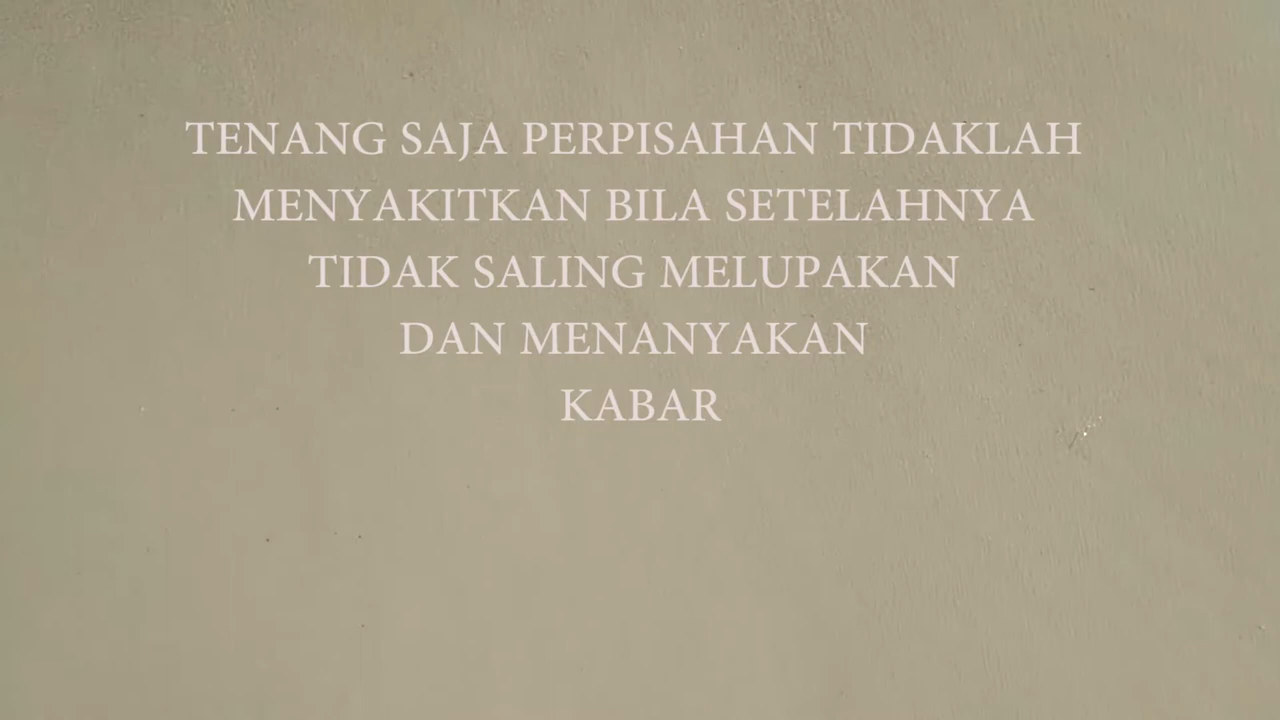 TENANG SAJA PERPISAHAN TIDAKLAH
MENYAKITKAN BILA SETELAHNYA
TIDAK SALING MELUPAKAN
DAN MENANYAKAN
KABAR